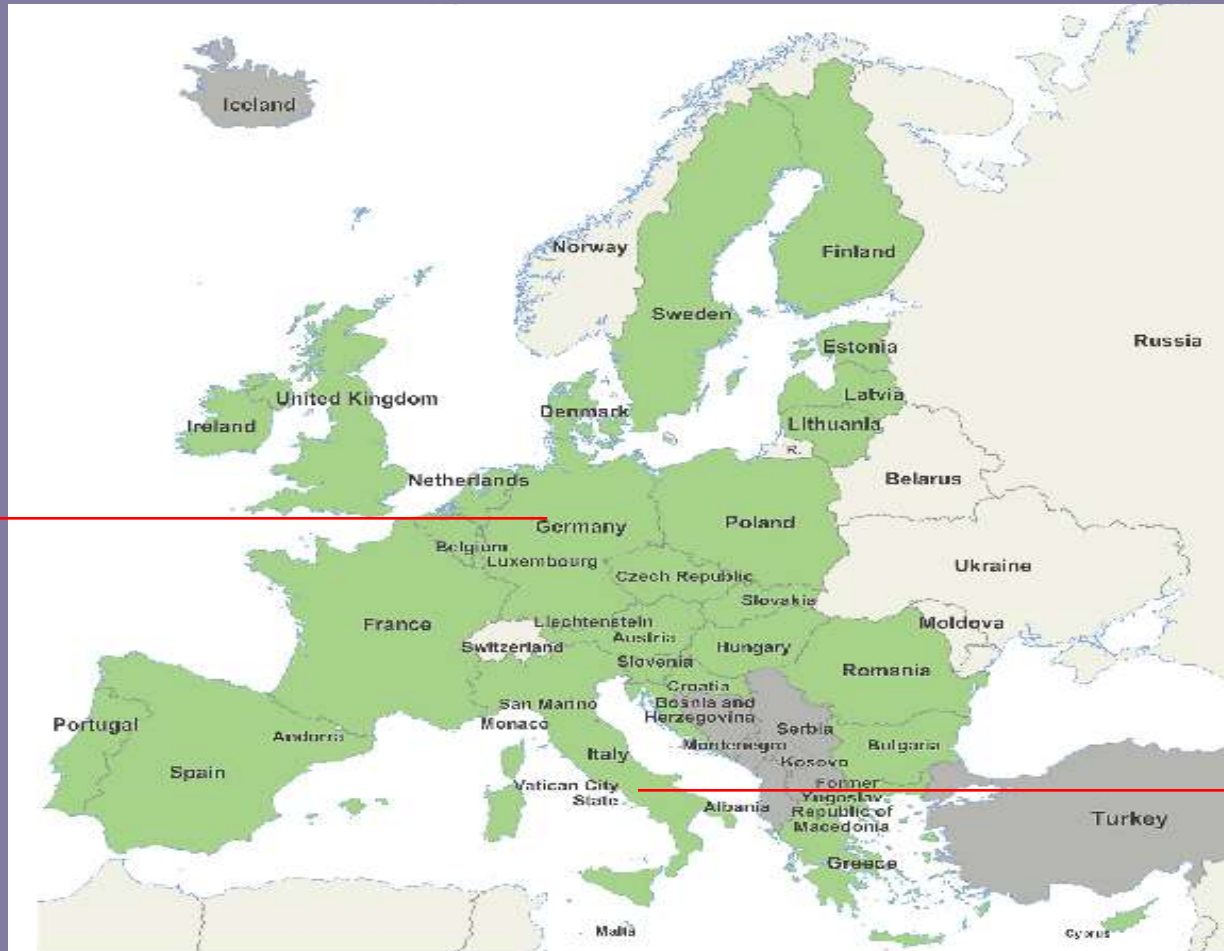 Iceland
Norway
Finland
Sweden
Estonia
Russia
Latvia
United Kingdom
Denmark
Ireland
Lithuania
R.
Netherlands
Belarus
Germany
Poland
Belgium
Luxembourg
Ukraine
Czech Republic
Slovakia
France
Liechtenstein
Moldova
Austria
Switzerland
Hungary
Slovenia
Romania
Croatia
San Marino
Bosnia and
Herzegovina
Portugal
Monaco
Serbia
Andorra
Montenegro
Bulgaria
Italy
Kosovo
Spain
Vatican City
State
Former
Yugoslav
Republic of
Macedonia
Albania
Turkey
Greece
Malta
Cyprus